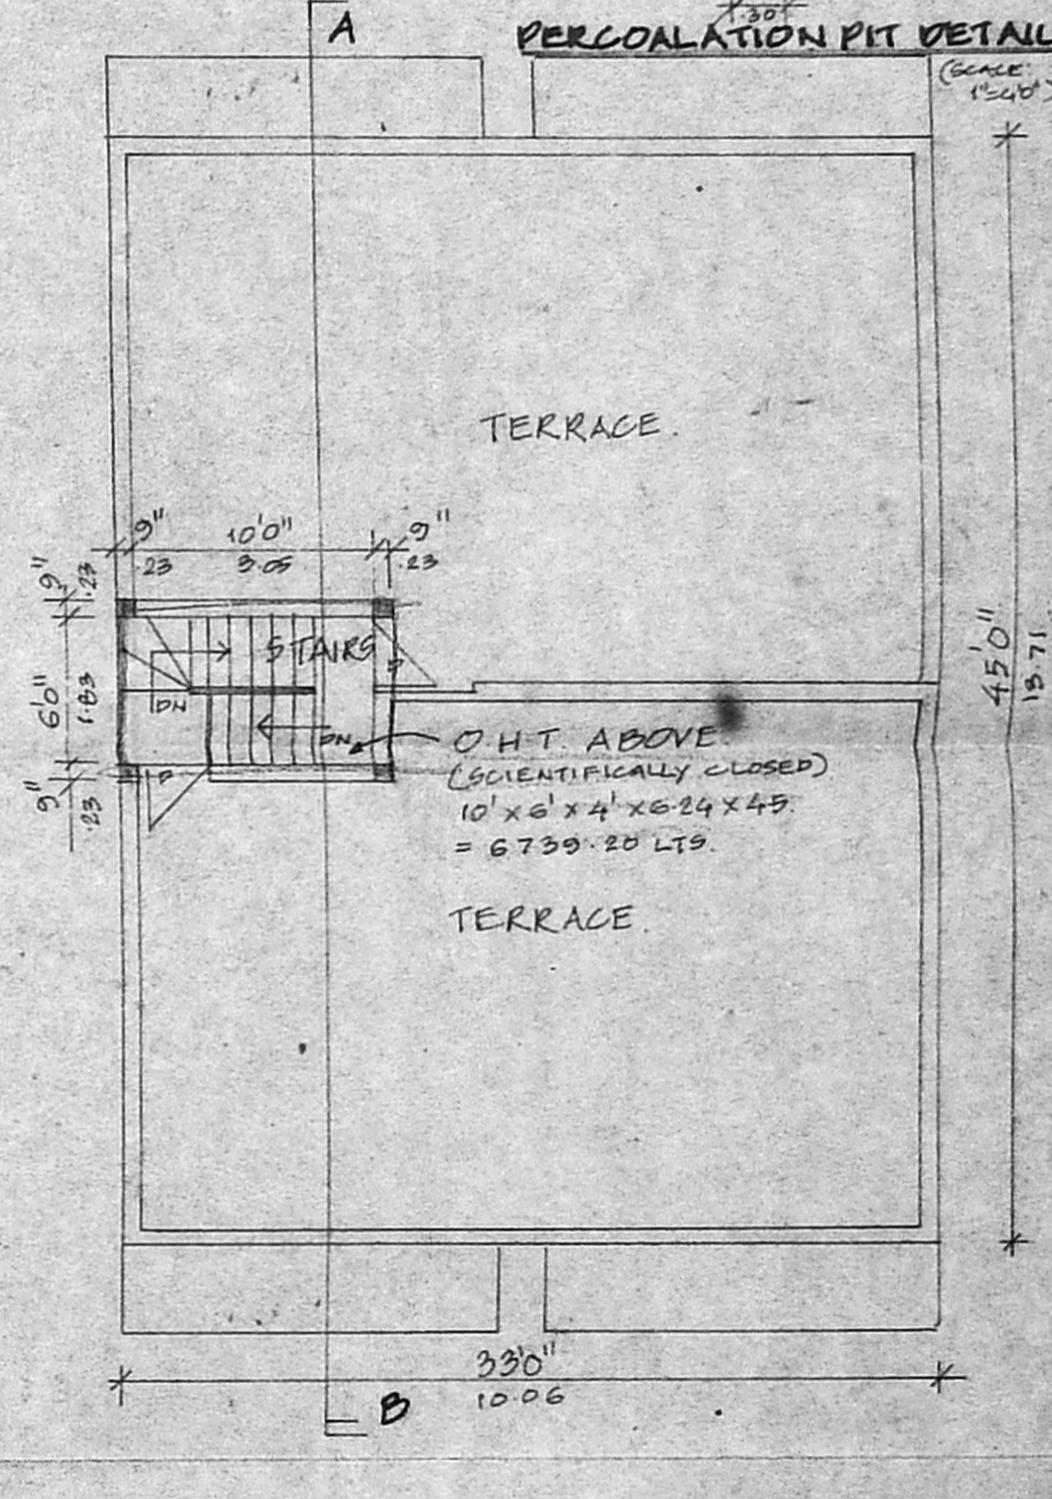 1.30
A
PERCOALATION PIT DETAIL
(SCALE:
1"=4'0")
TERRACE.
9"
10'0"
9"
.23
3.05
.23
9"
.23
STAIRS
D
6'0"
1.83
DN
DN
45'0"
13.71
O.H.T. ABOVE.
(SCIENTIFICALLY CLOSED)
10' x 6' x 4' x 6.24 x 45.
= 6739.20 LTS.
D
9"
.23
TERRACE.
33'0"
10.06
B